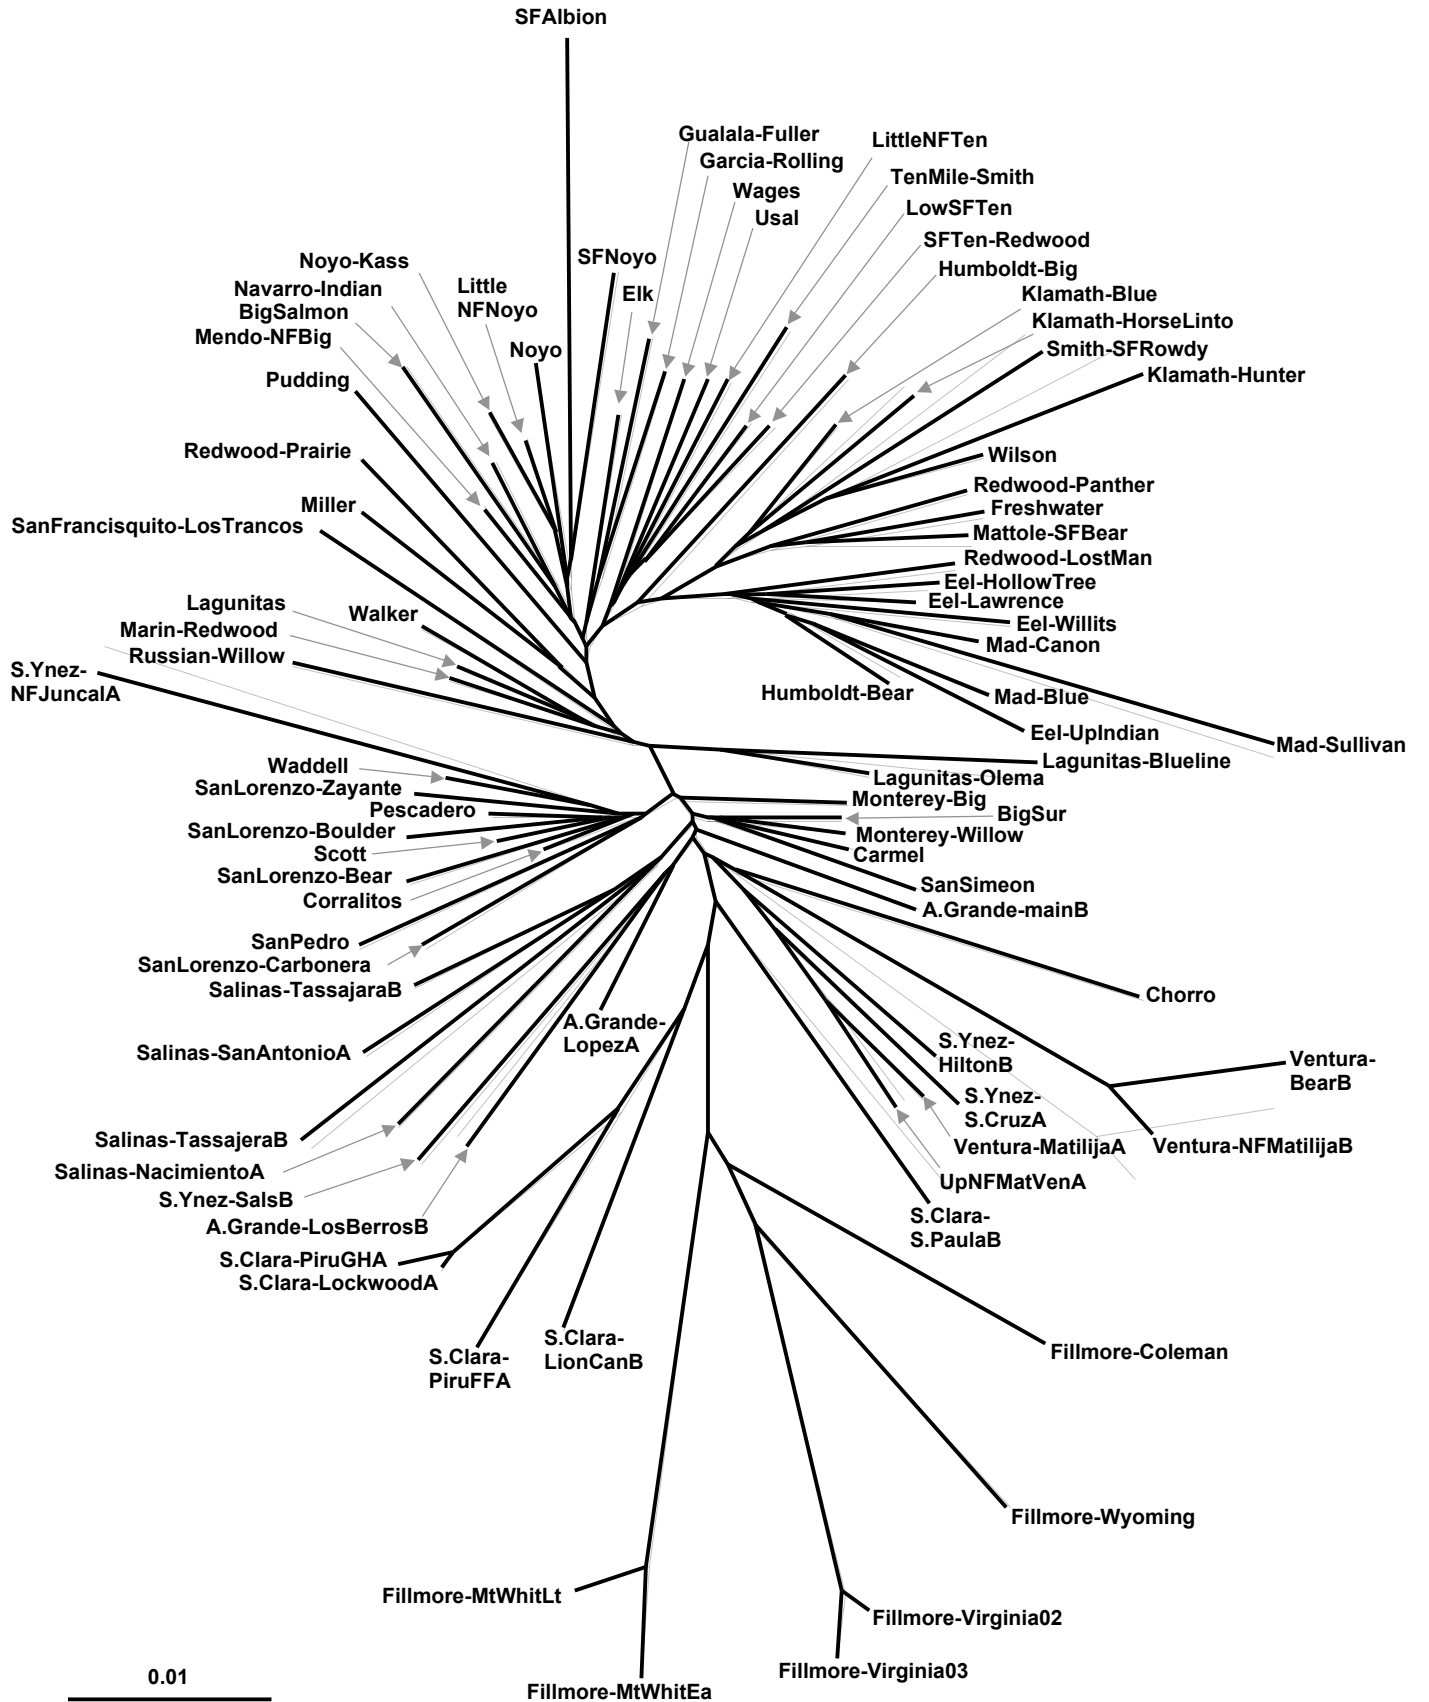 SFAlbion
Gualala-Fuller
LittleNFTen
Garcia-Rolling
TenMile-Smith
Wages
LowSFTen
Usal
SFTen-Redwood
SFNoyo
Noyo-Kass
Humboldt-Big
Little
NFNoyo
Navarro-Indian
Elk
Klamath-Blue
BigSalmon
Klamath-HorseLinto
Mendo-NFBig
Noyo
Smith-SFRowdy
Pudding
Klamath-Hunter
Redwood-Prairie
Wilson
Redwood-Panther
Miller
Freshwater
SanFrancisquito-LosTrancos
Mattole-SFBear
Redwood-LostMan
Eel-HollowTree
Lagunitas
Eel-Lawrence
Walker
Eel-Willits
Marin-Redwood
Mad-Canon
Russian-Willow
S.Ynez-
NFJuncalA
Humboldt-Bear
Mad-Blue
Eel-UpIndian
Mad-Sullivan
Lagunitas-Blueline
Waddell
Lagunitas-Olema
SanLorenzo-Zayante
Monterey-Big
Pescadero
BigSur
SanLorenzo-Boulder
Monterey-Willow
Scott
Carmel
SanLorenzo-Bear
SanSimeon
Corralitos
A.Grande-mainB
SanPedro
SanLorenzo-Carbonera
Salinas-TassajaraB
Chorro
A.Grande-
LopezA
S.Ynez-
HiltonB
Salinas-SanAntonioA
Ventura-
BearB
S.Ynez-
S.CruzA
Salinas-TassajeraB
Ventura-MatilijaA
Ventura-NFMatilijaB
Salinas-NacimientoA
UpNFMatVenA
S.Ynez-SalsB
S.Clara-
S.PaulaB
A.Grande-LosBerrosB
S.Clara-PiruGHA
S.Clara-LockwoodA
S.Clara-
LionCanB
S.Clara-
PiruFFA
Fillmore-Coleman
Fillmore-Wyoming
Fillmore-MtWhitLt
Fillmore-Virginia02
Fillmore-Virginia03
0.01
Fillmore-MtWhitEa